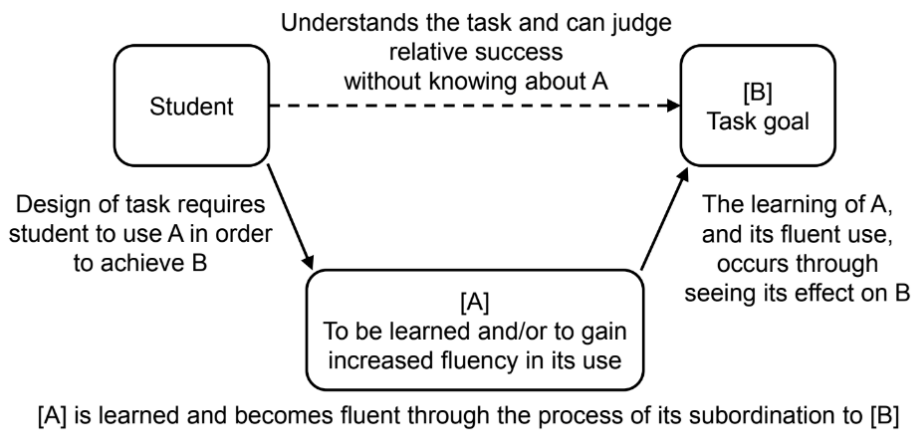 Understands the task and can judge
relative success
without knowing about A
Student
[B]
Task goal
Design of task requires
student to use A in order
to achieve B
The learning of A,
and its fluent use,
occurs through
seeing its effect on B
[A]
To be learned and/or to gain
increased fluency in its use
[A] is learned and becomes fluent through the process of its subordination to [B]